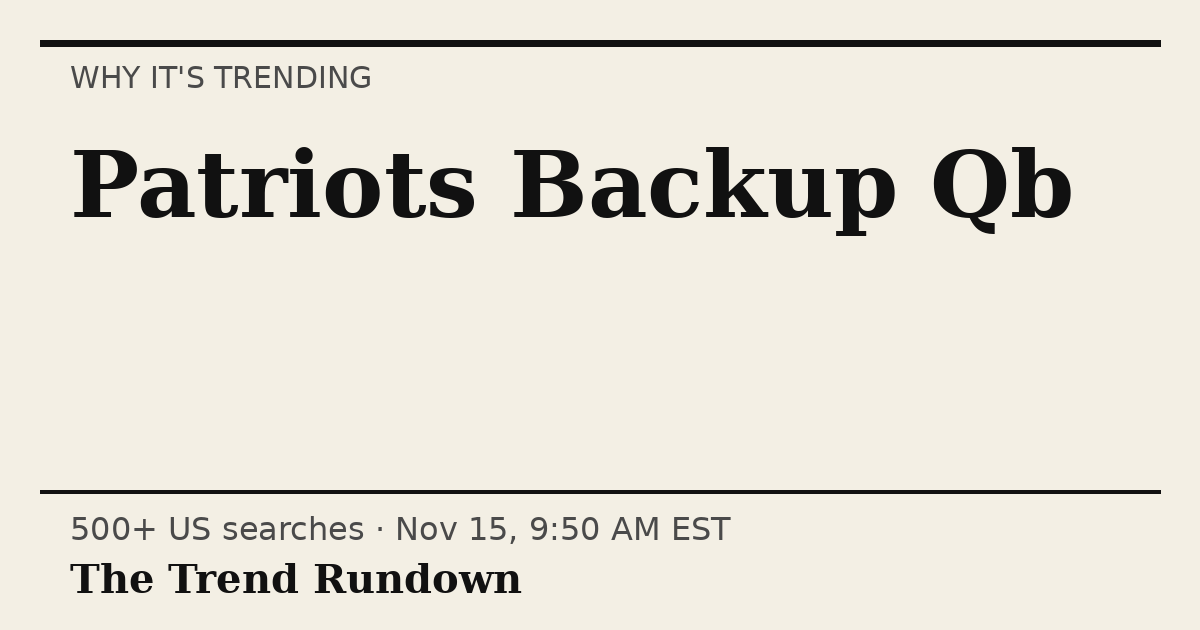 WHY IT'S TRENDING
Patriots Backup Qb
500+ US searches · Nov 15, 9:50 AM EST
The Trend Rundown